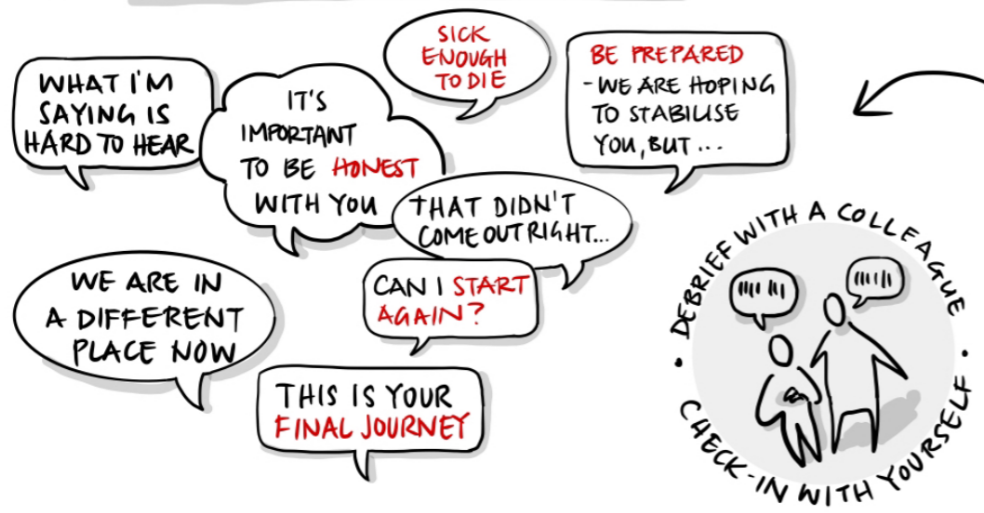 WHAT I'M
SAYING IS
HARD TO HEAR
IT'S
IMPORTANT
TO BE HONEST
WITH YOU
SICK
ENOUGH
TO DIE
BE PREPARED
- WE ARE HOPING
TO STABILISE
YOU, BUT ...
THAT DIDN'T
COME OUT RIGHT...
CAN I START
AGAIN?
WE ARE IN
A DIFFERENT
PLACE NOW
THIS IS YOUR
FINAL JOURNEY
• DEBRIEF WITH A COLLEAGUE •
CHECK-IN WITH YOURSELF